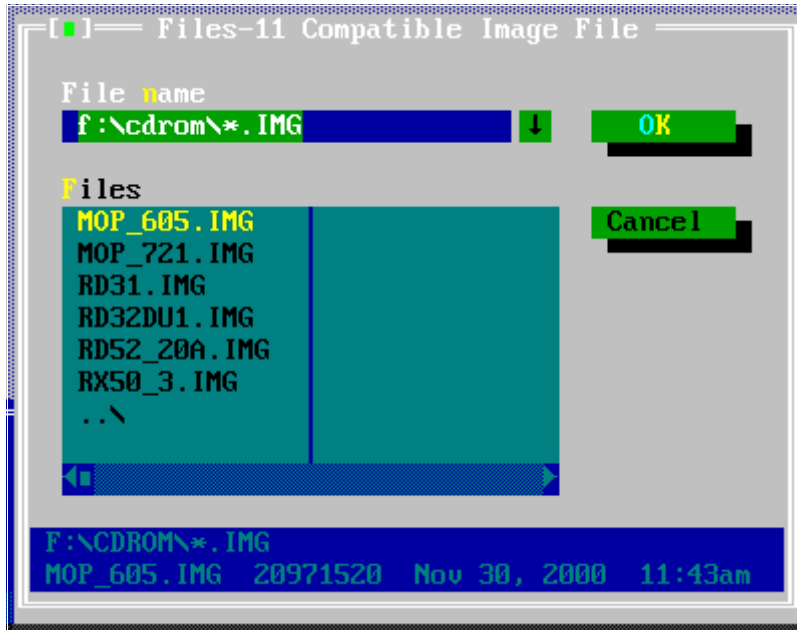 [■] Files-11 Compatible Image File
File name
f:\cdrom\*.IMG ↓ OK
Files
MOP_605.IMG Cancel
MOP_721.IMG
RD31.IMG
RD32DU1.IMG
RD52_20A.IMG
RX50_3.IMG
..\
F:\CDROM\*.IMG
MOP_605.IMG 20971520 Nov 30, 2000 11:43am